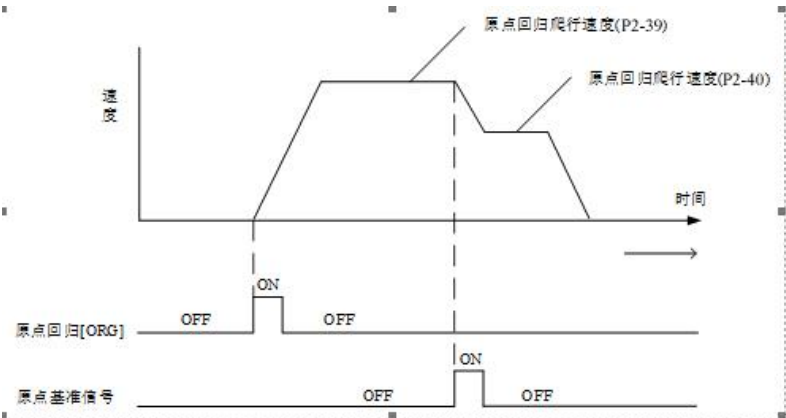 原点回归爬行速度(P2-39)
原点回归爬行速度(P2-40)
速度
时间
ON
原点回归[ORG]
OFF
OFF
ON
原点基准信号
OFF
OFF